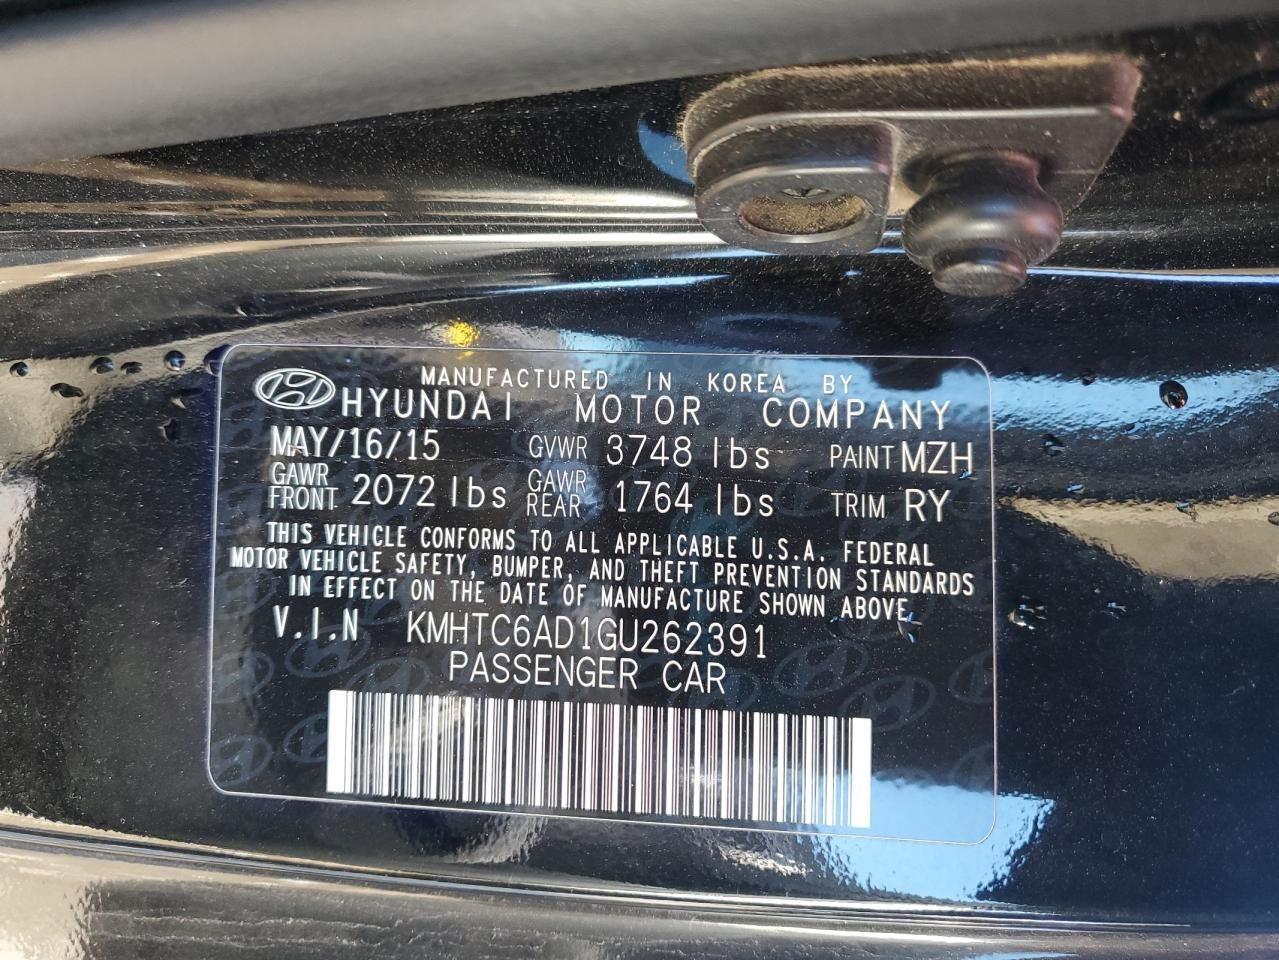 MANUFACTURED IN KOREA BY
HYUNDAI MOTOR COMPANY
MAY/16/15 GVWR 3748 lbs PAINT MZH
GAWR FRONT 2072 lbs GAWR REAR 1764 lbs TRIM RY
THIS VEHICLE CONFORMS TO ALL APPLICABLE U.S.A. FEDERAL
MOTOR VEHICLE SAFETY, BUMPER, AND THEFT PREVENTION STANDARDS
IN EFFECT ON THE DATE OF MANUFACTURE SHOWN ABOVE.
V.I.N KMHTC6AD1GU262391
PASSENGER CAR